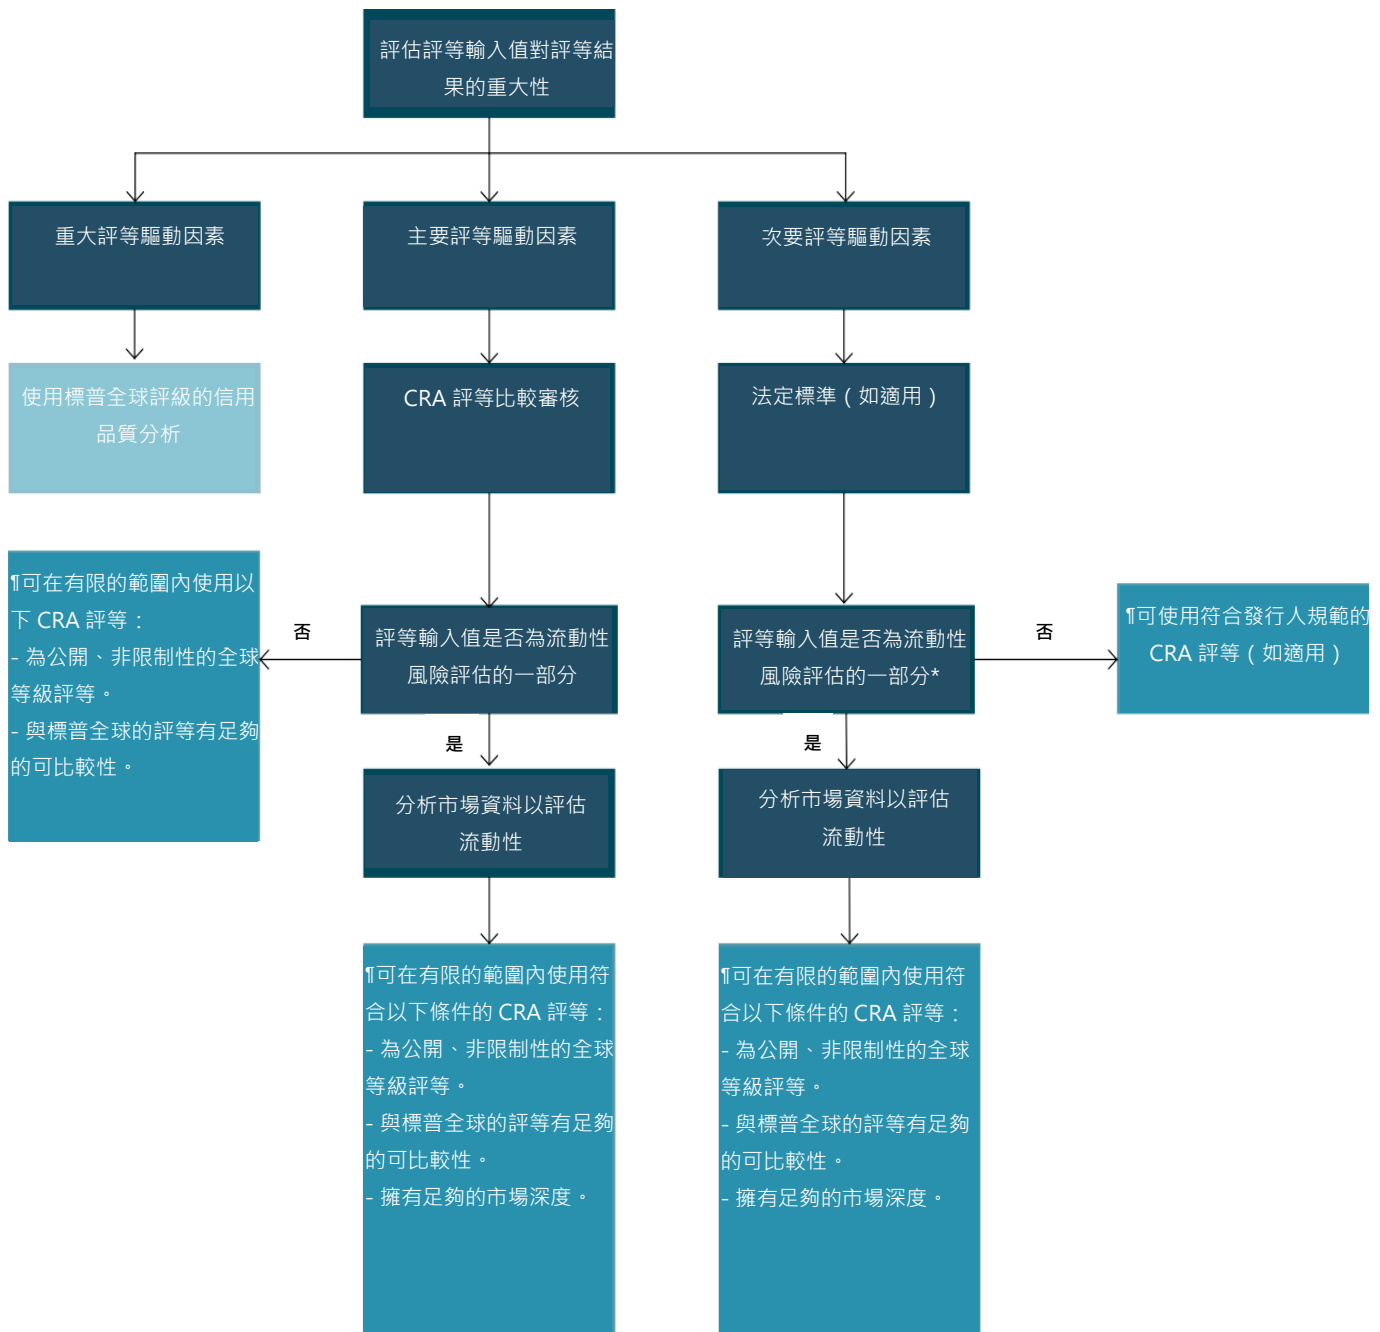 評估評等輸入值對評等結
果的重大性
重大評等驅動因素
主要評等驅動因素
次要評等驅動因素
使用標普全球評級的信用
品質分析
CRA 評等比較審核
法定標準（如適用）
¶可在有限的範圍內使用以
下 CRA 評等：
- 為公開、非限制性的全球
等級評等。
- 與標普全球的評等有足夠
的可比較性。
否
評等輸入值是否為流動性
風險評估的一部分
評等輸入值是否為流動性
風險評估的一部分*
否
¶可使用符合發行人規範的
CRA 評等（如適用）
是
是
分析市場資料以評估
流動性
分析市場資料以評估
流動性
¶可在有限的範圍內使用符
合以下條件的 CRA 評等：
- 為公開、非限制性的全球
等級評等。
- 與標普全球的評等有足夠
的可比較性。
- 擁有足夠的市場深度。
¶可在有限的範圍內使用符
合以下條件的 CRA 評等：
- 為公開、非限制性的全球
等級評等。
- 與標普全球的評等有足夠
的可比較性。
- 擁有足夠的市場深度。